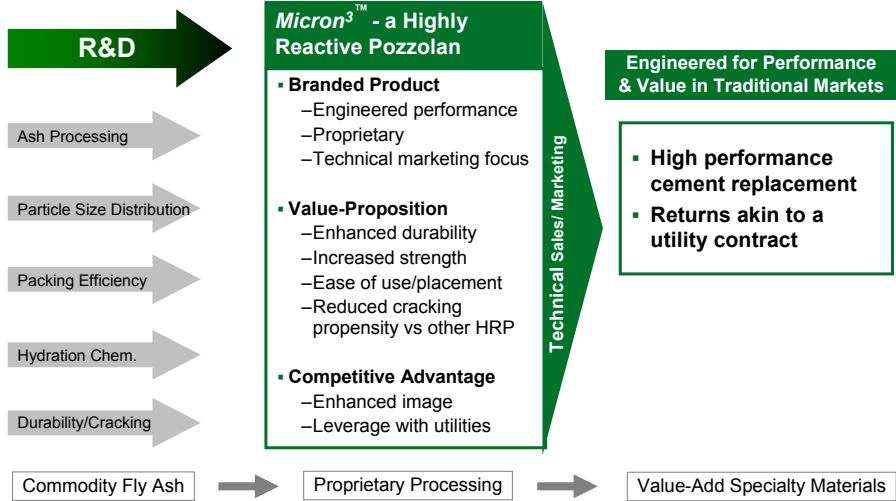 R&D
Ash Processing
Particle Size Distribution
Packing Efficiency
Hydration Chem.
Durability/Cracking
Micron³™ - a Highly
Reactive Pozzolan
▪ Branded Product
–Engineered performance
–Proprietary
–Technical marketing focus
▪ Value-Proposition
–Enhanced durability
–Increased strength
–Ease of use/placement
–Reduced cracking
propensity vs other HRP
▪ Competitive Advantage
–Enhanced image
–Leverage with utilities
Technical Sales/ Marketing
Engineered for Performance
& Value in Traditional Markets
▪ High performance
cement replacement
▪ Returns akin to a
utility contract
Commodity Fly Ash
Proprietary Processing
Value-Add Specialty Materials